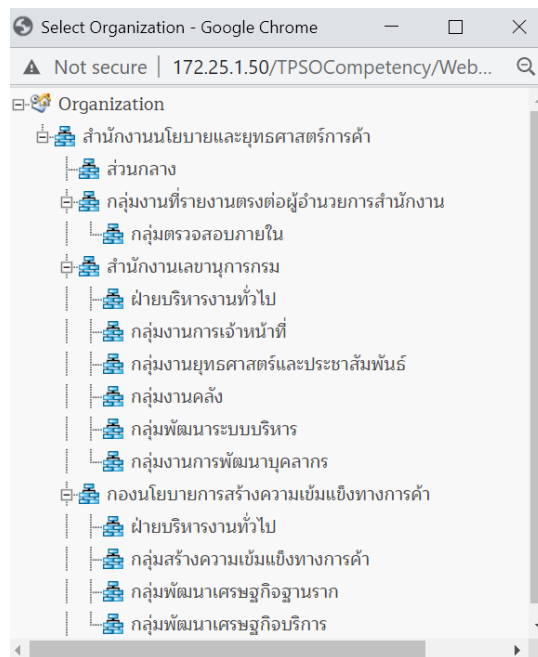 Select Organization - Google Chrome
Not secure | 172.25.1.50/TPSOCompetency/Web...
Organization
สำนักงานนโยบายและยุทธศาสตร์การค้า
ส่วนกลาง
กลุ่มงานที่รายงานตรงต่อผู้อำนวยการสำนักงาน
กลุ่มตรวจสอบภายใน
สำนักงานเลขานุการกรม
ฝ่ายบริหารงานทั่วไป
กลุ่มงานการเจ้าหน้าที่
กลุ่มงานยุทธศาสตร์และประชาสัมพันธ์
กลุ่มงานคลัง
กลุ่มพัฒนาระบบบริหาร
กลุ่มงานการพัฒนาบุคลากร
กองนโยบายการสร้างความเข้มแข็งทางการค้า
ฝ่ายบริหารงานทั่วไป
กลุ่มสร้างความเข้มแข็งทางการค้า
กลุ่มพัฒนาเศรษฐกิจฐานราก
กลุ่มพัฒนาเศรษฐกิจบริการ